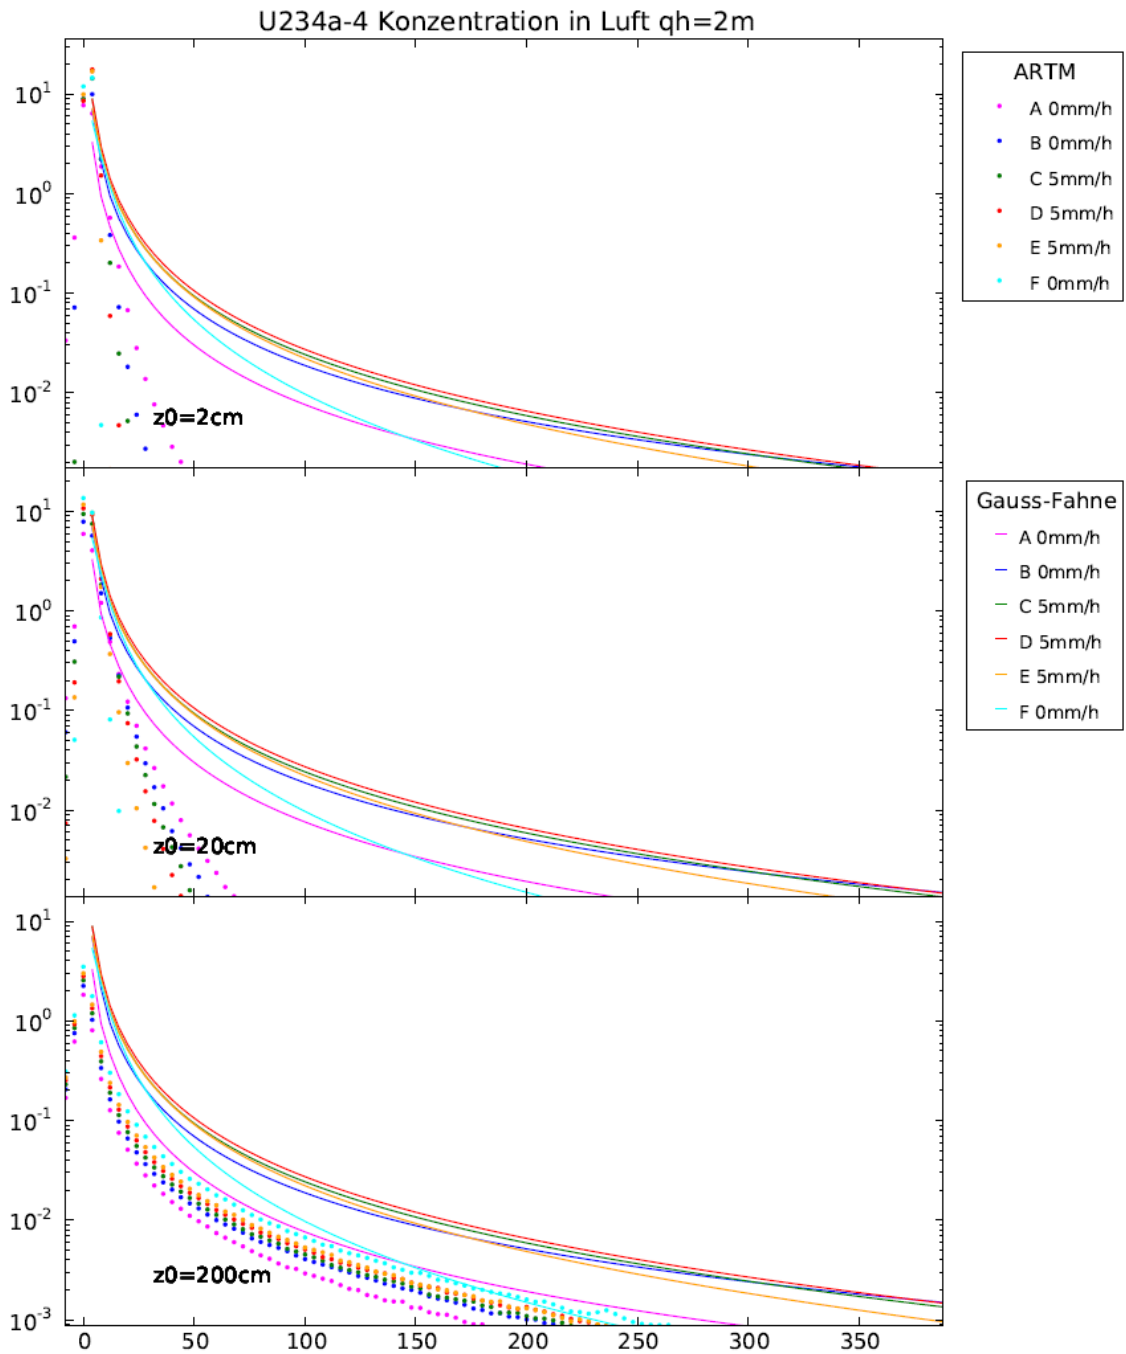 U234a-4 Konzentration in Luft qh=2m
10^1
10^0
10^-1
10^-2
z0=2cm
ARTM
A 0mm/h
B 0mm/h
C 5mm/h
D 5mm/h
E 5mm/h
F 0mm/h
10^1
10^0
10^-1
10^-2
z0=20cm
Gauss-Fahne
A 0mm/h
B 0mm/h
C 5mm/h
D 5mm/h
E 5mm/h
F 0mm/h
10^1
10^0
10^-1
10^-2
10^-3
z0=200cm
0 50 100 150 200 250 300 350